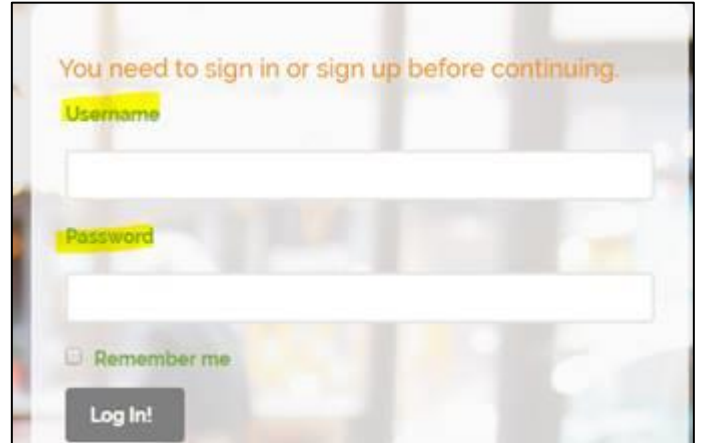 You need to sign in or sign up before continuing.
Username
Password
Remember me
Log In!